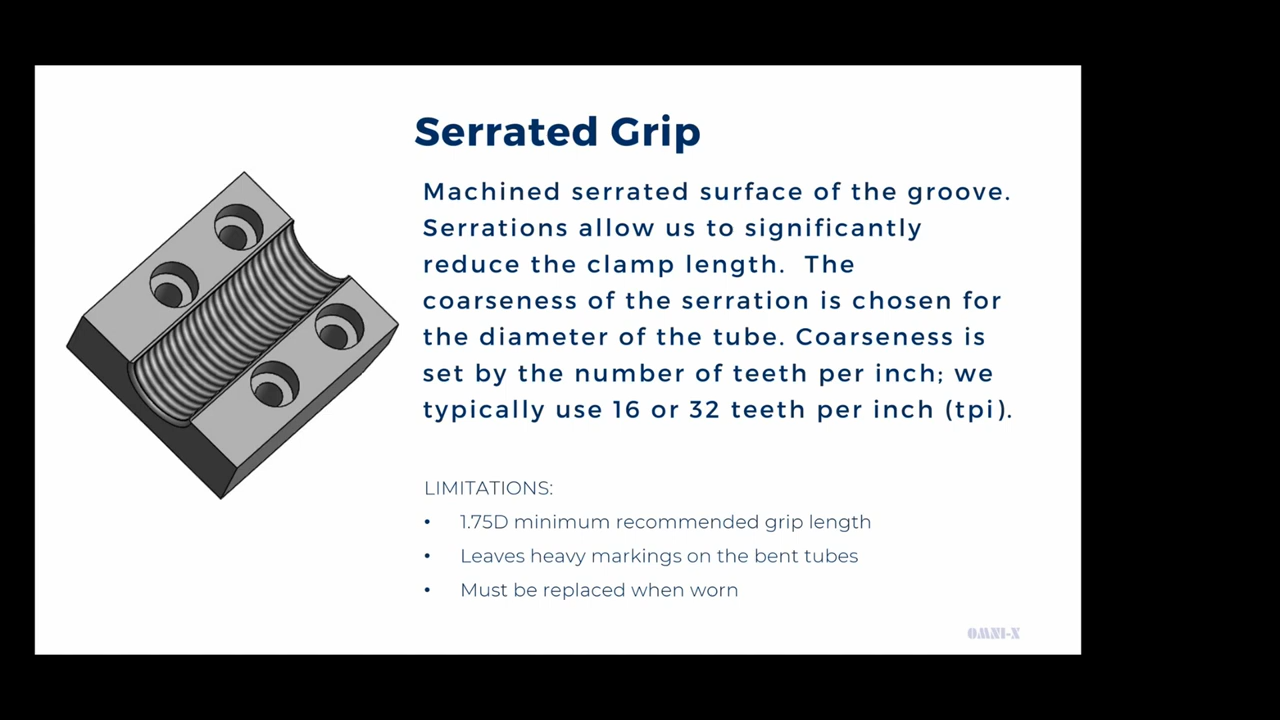 Serrated Grip
Machined serrated surface of the groove.
Serrations allow us to significantly
reduce the clamp length. The
coarseness of the serration is chosen for
the diameter of the tube. Coarseness is
set by the number of teeth per inch; we
typically use 16 or 32 teeth per inch (tpi).
LIMITATIONS:
• 1.75D minimum recommended grip length
• Leaves heavy markings on the bent tubes
• Must be replaced when worn
OMNI-X